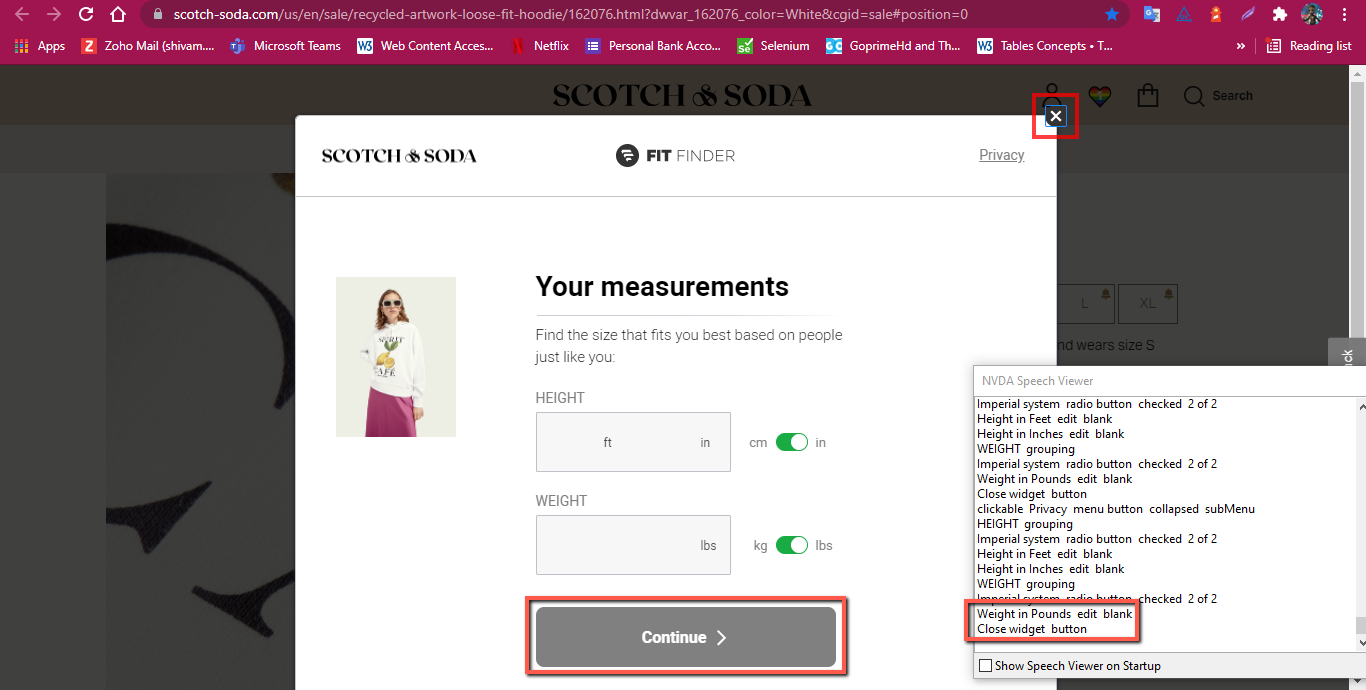 scotch-soda.com/us/en/sale/recycled-artwork-loose-fit-hoodie/162076.html?dwvar_162076_color=White&cgid=sale#position=0
Apps Zoho Mail (shivam.... Microsoft Teams Web Content Acces... Netflix Personal Bank Acco... Selenium GoprimeHd and Th... Tables Concepts • T... » Reading list
SCOTCH & SODA
Search
SCOTCH & SODA
FIT FINDER
Privacy
Your measurements
Find the size that fits you best based on people
just like you:
HEIGHT
ft in cm in
WEIGHT
lbs kg lbs
Continue
SPIRIT
CAFE
L XL
nd wears size S
ck
NVDA Speech Viewer
Imperial system radio button checked 2 of 2
Height in Feet edit blank
Height in Inches edit blank
WEIGHT grouping
Imperial system radio button checked 2 of 2
Weight in Pounds edit blank
Close widget button
clickable Privacy menu button collapsed subMenu
HEIGHT grouping
Imperial system radio button checked 2 of 2
Height in Feet edit blank
Height in Inches edit blank
WEIGHT grouping
Imperial system radio button checked 2 of 2
Weight in Pounds edit blank
Close widget button
Show Speech Viewer on Startup